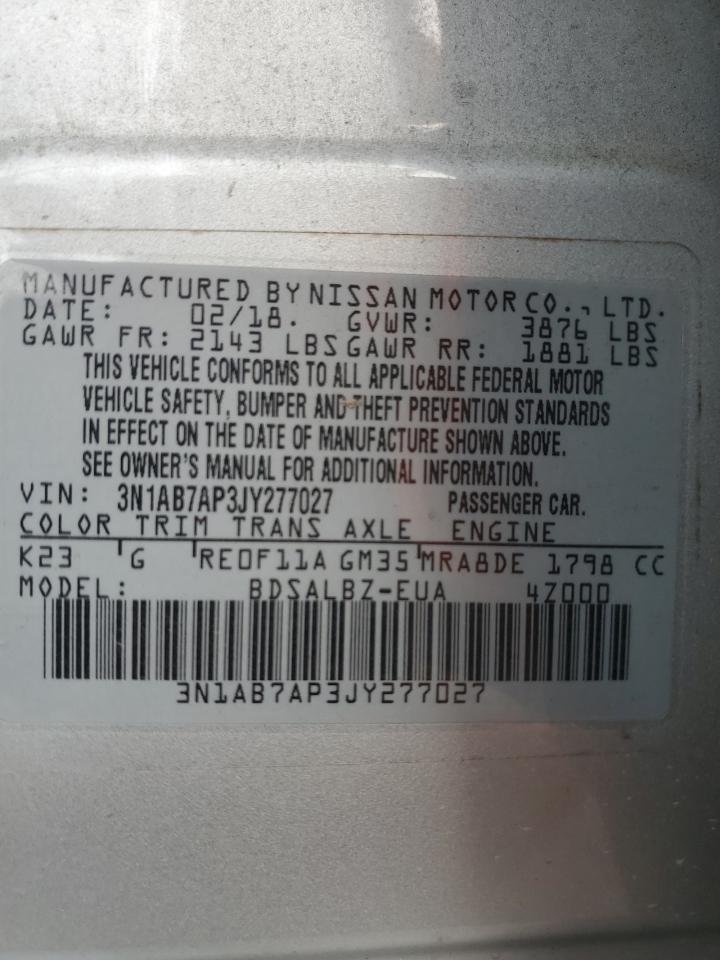 MANUFACTURED BY NISSAN MOTOR CO., LTD.
DATE: 02/18. GVWR: 3876 LBS
GAWR FR: 2143 LBS GAWR RR: 1881 LBS
THIS VEHICLE CONFORMS TO ALL APPLICABLE FEDERAL MOTOR
VEHICLE SAFETY, BUMPER AND THEFT PREVENTION STANDARDS
IN EFFECT ON THE DATE OF MANUFACTURE SHOWN ABOVE.
SEE OWNER'S MANUAL FOR ADDITIONAL INFORMATION.
VIN: 3N1AB7AP3JY277027 PASSENGER CAR.
COLOR TRIM TRANS AXLE ENGINE
K23 G RE0F11A GM35 MRA8DE 1798 CC
MODEL: BDSALBZ-EUA 4Z000
3N1AB7AP3JY277027